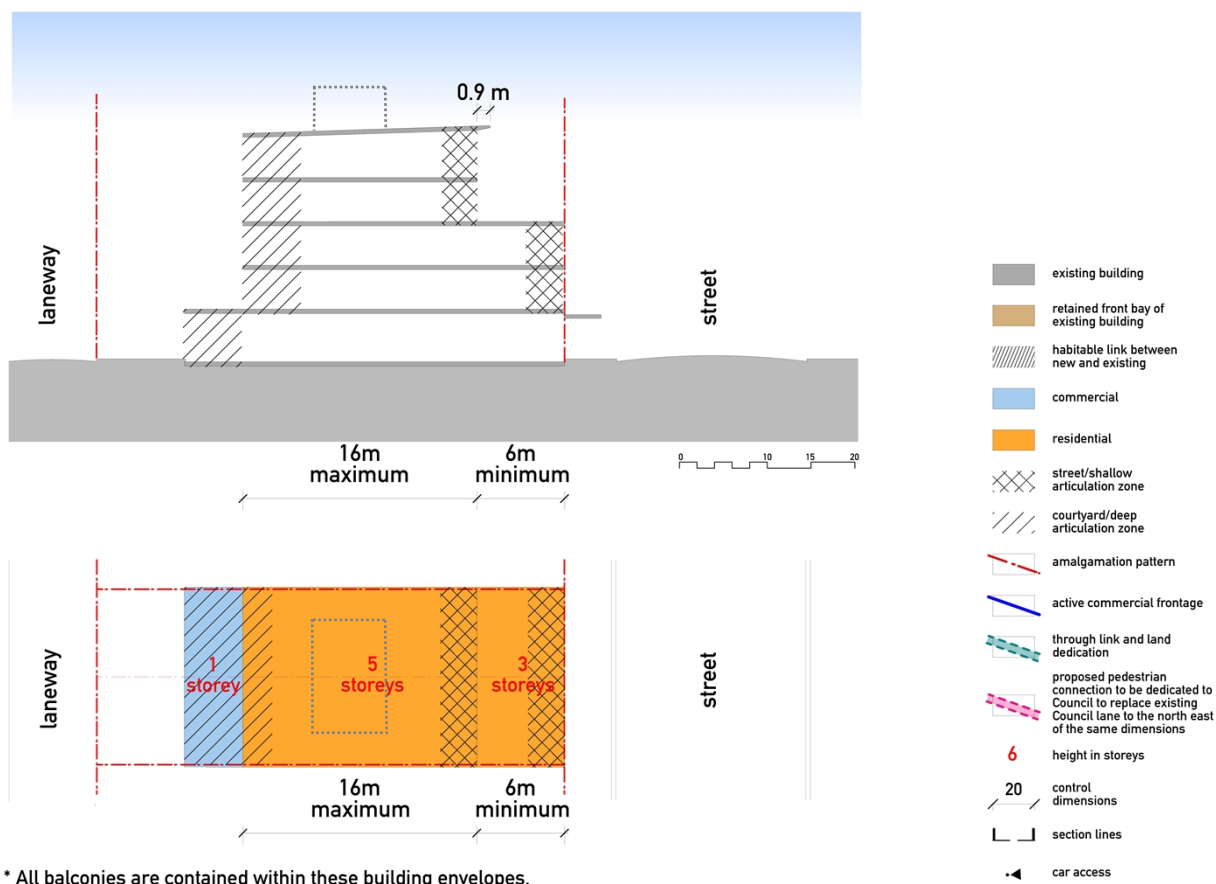 0.9 m
laneway
street
16m
maximum
6m
minimum
0 10 15 20
laneway
1
storey
5
storeys
3
storeys
street
16m
maximum
6m
minimum
* All balconies are contained within these building envelopes.
existing building
retained front bay of
existing building
habitable link between
new and existing
commercial
residential
street/shallow
articulation zone
courtyard/deep
articulation zone
amalgamation pattern
active commercial frontage
through link and land
dedication
proposed pedestrian
connection to be dedicated to
Council to replace existing
Council lane to the north east
of the same dimensions
6
height in storeys
20
control
dimensions
section lines
car access